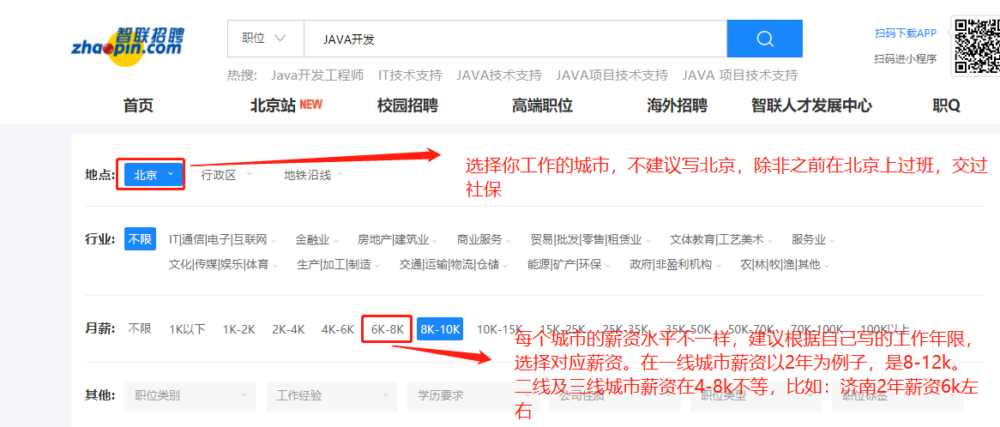 智联招聘
zhaopin.com
职位
JAVA开发
扫码下载APP
扫码进小程序
热搜: Java开发工程师 IT技术支持 JAVA技术支持 JAVA项目技术支持 JAVA 项目技术支持
首页 北京站 NEW 校园招聘 高端职位 海外招聘 智联人才发展中心 职Q
地点: 北京 行政区 地铁沿线
选择你工作的城市，不建议写北京，除非之前在北京上过班，交过
社保
行业: 不限 IT|通信|电子|互联网 金融业 房地产|建筑业 商业服务 贸易|批发|零售|租赁业 文体教育|工艺美术 服务业
文化|传媒|娱乐|体育 生产|加工|制造 交通|运输|物流|仓储 能源|矿产|环保 政府|非盈利机构 农|林|牧|渔|其他
月薪: 不限 1K以下 1K-2K 2K-4K 4K-6K 6K-8K 8K-10K 10K-15K 15K-25K 25K-35K 35K-50K 50K-70K 70K-100K 100K以上
每个城市的薪资水平不一样，建议根据自己写的工作年限，
选择对应薪资。在一线城市薪资以2年为例子，是8-12k。
二线及三线城市薪资在4-8k不等，比如：济南2年薪资6k左
右
其他: 职位类别 工作经验 学历要求 公司性质 职位类型 职位标签